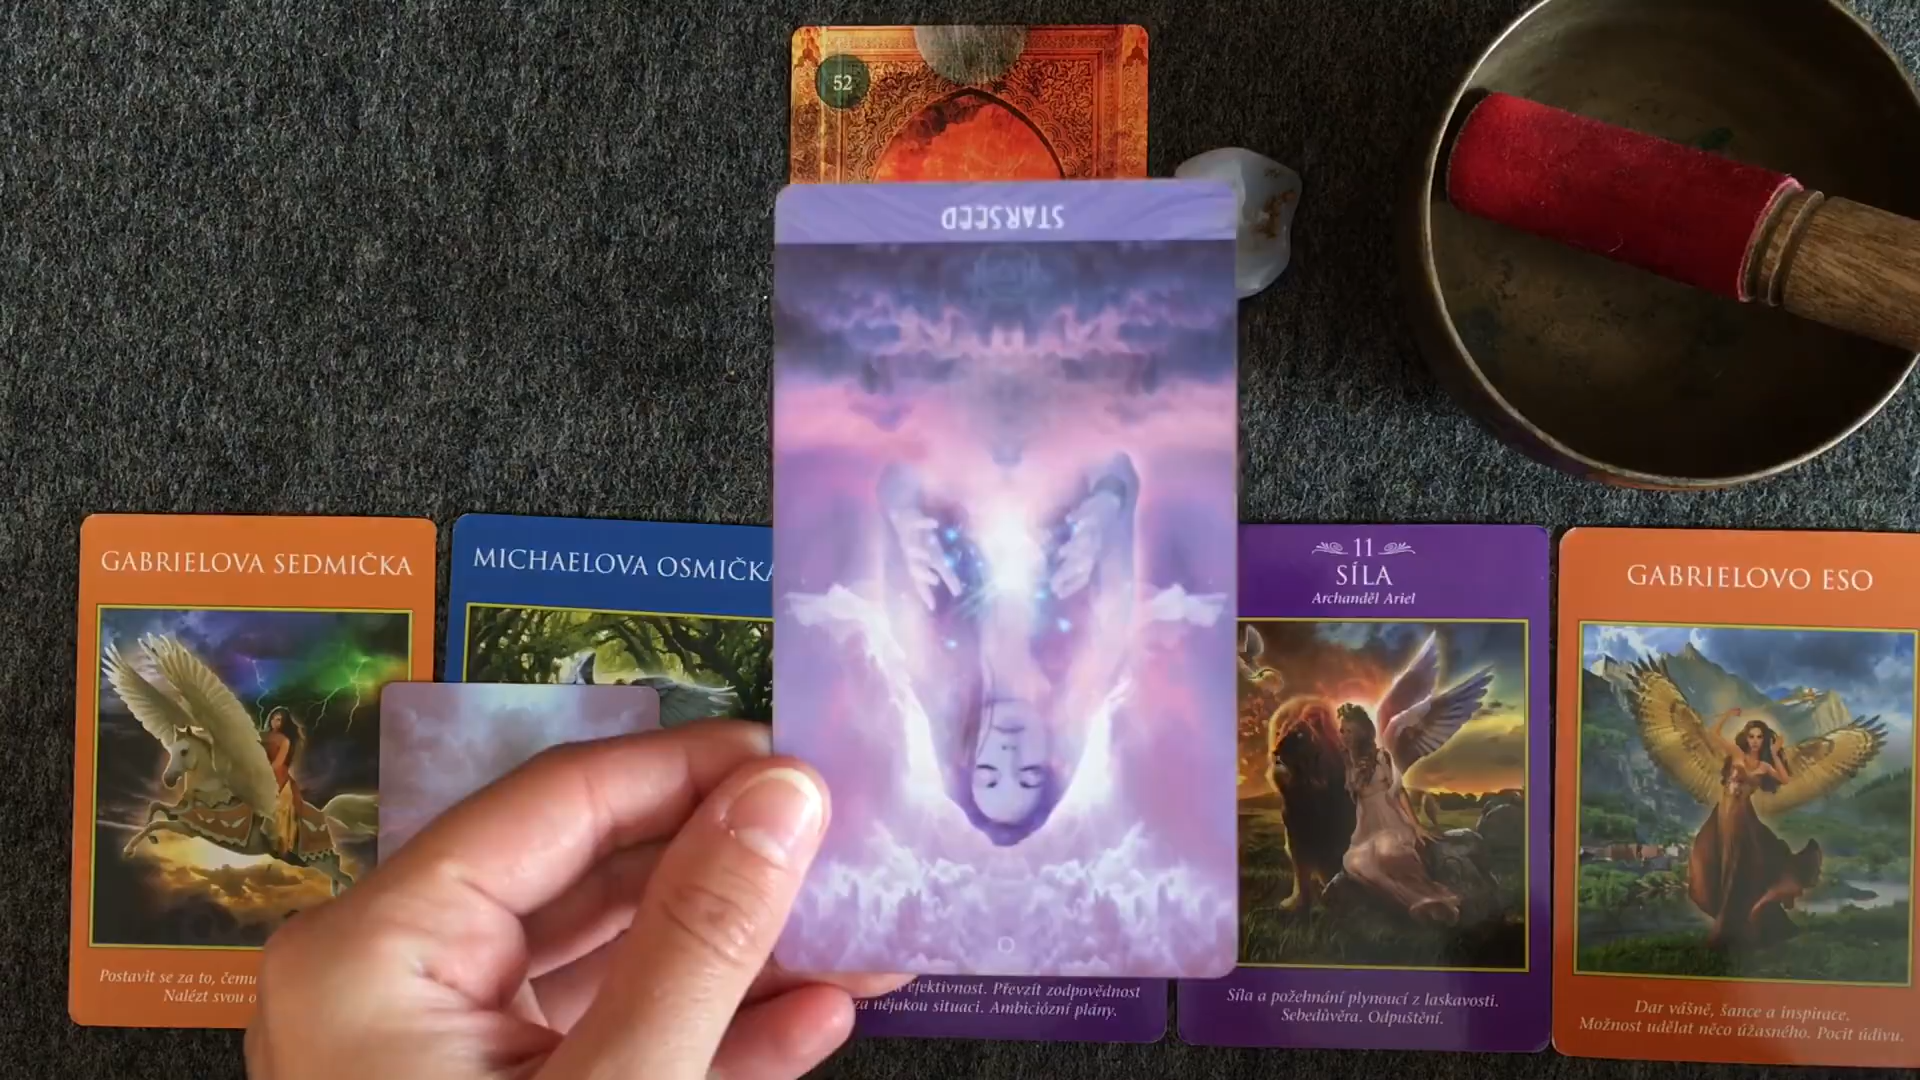 52
STARSEED
0
GABRIELOVA SEDMIČKA
Postavit se za to, čemu
Nalézt svou
MICHAELOVA OSMIČKA
efektivnost. Převzít zodpovědnost
za nějakou situaci. Ambiciózní plány.
11
SÍLA
Archanděl Ariel
Síla a požehnání plynoucí z laskavosti.
Sebedůvěra. Odpuštění.
GABRIELOVO ESO
Dar vášně, šance a inspirace.
Možnost udělat něco úžasného. Pocit údivu.